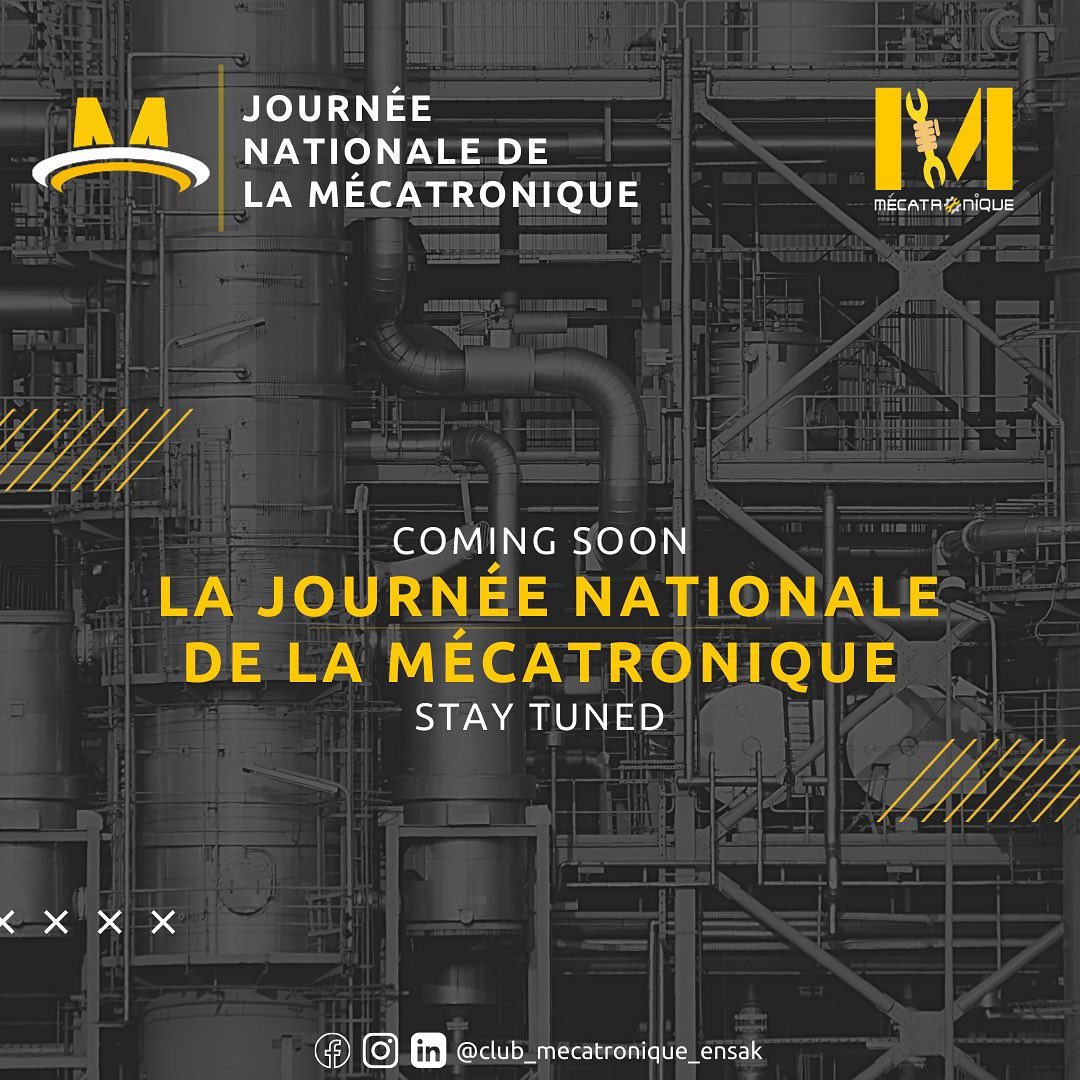 JOURNÉE
NATIONALE DE
LA MÉCATRONIQUE
M
MÉCATRONIQUE
COMING SOON
LA JOURNÉE NATIONALE
DE LA MÉCATRONIQUE
STAY TUNED
@club_mecatronique_ensak